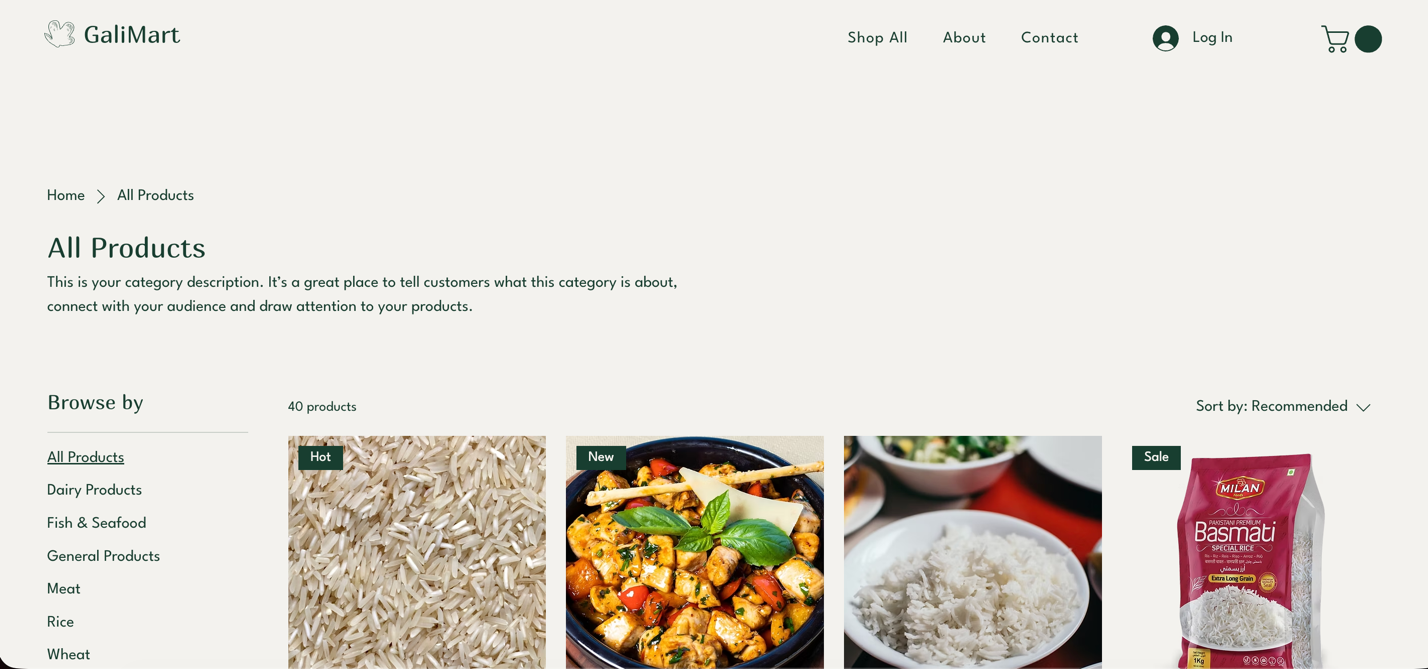 GaliMart
Shop All
About
Contact
Log In
Home
All Products
All Products
This is your category description. It's a great place to tell customers what this category is about,
connect with your audience and draw attention to your products.
Browse by
40 products
Sort by: Recommended
All Products
Dairy Products
Fish & Seafood
General Products
Meat
Rice
Wheat
Hot
New
Sale
MILAN
PAKISTANI PREMIUM
Basmati
SPECIAL RICE
أرز بسمتي
Extra Long Grain
1Kg